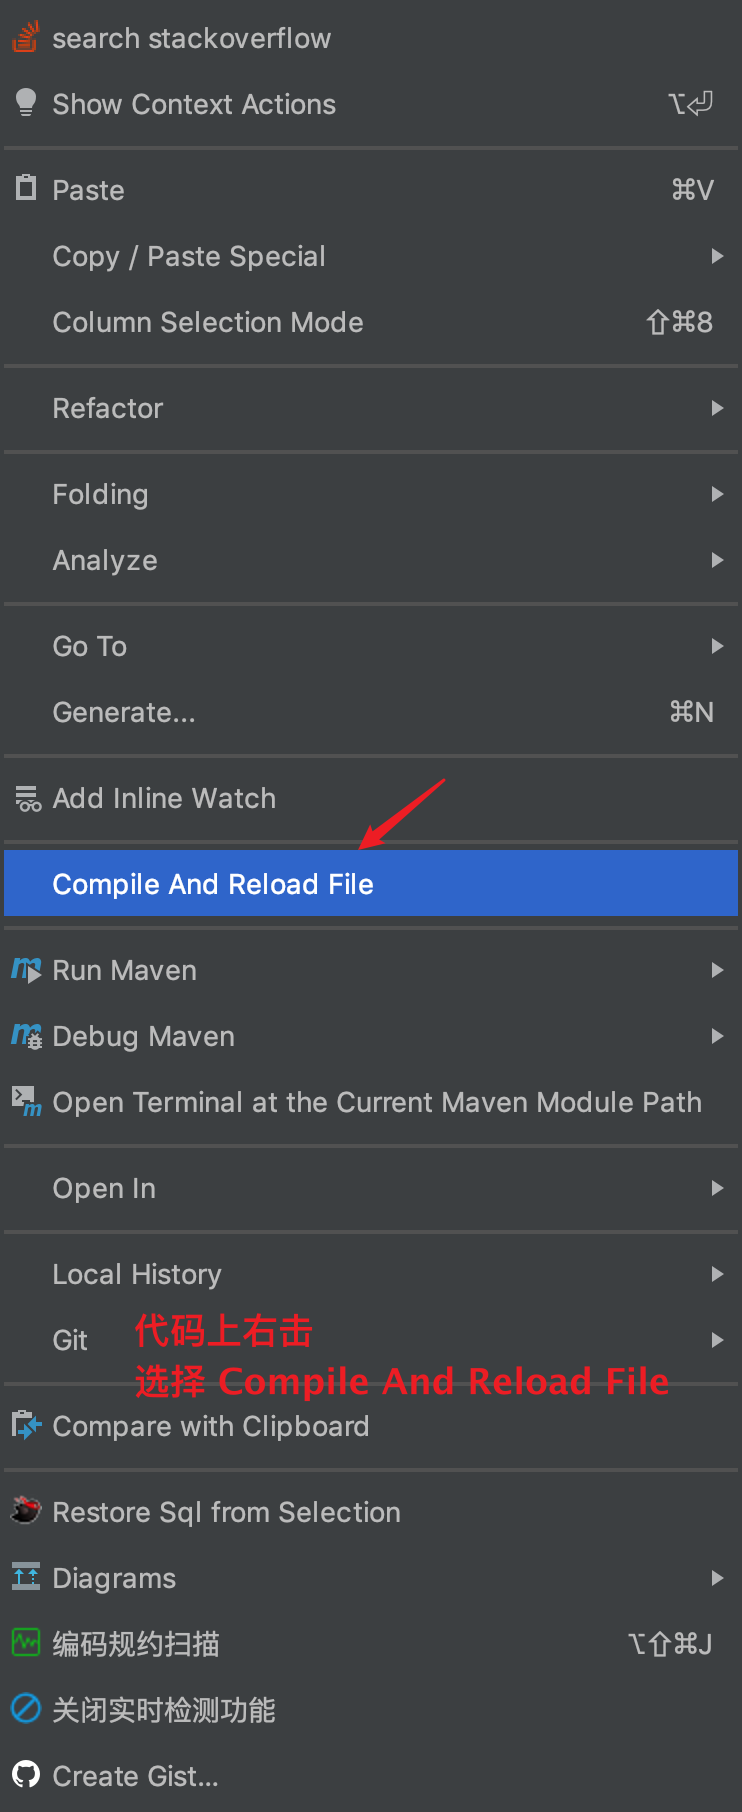 search stackoverflow
Show Context Actions ⌥⏎
Paste ⌘V
Copy / Paste Special
Column Selection Mode ⇧⌘8
Refactor
Folding
Analyze
Go To
Generate... ⌘N
Add Inline Watch
Compile And Reload File
Run Maven
Debug Maven
Open Terminal at the Current Maven Module Path
Open In
Local History
代码上右击
Git
选择 Compile And Reload File
Compare with Clipboard
Restore Sql from Selection
Diagrams
编码规约扫描 ⌥⇧⌘J
关闭实时检测功能
Create Gist...